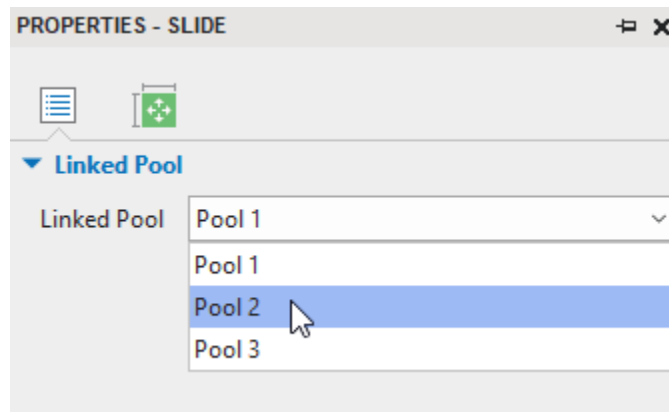 PROPERTIES - SLIDE
Linked Pool
Linked Pool Pool 1
Pool 1
Pool 2
Pool 3